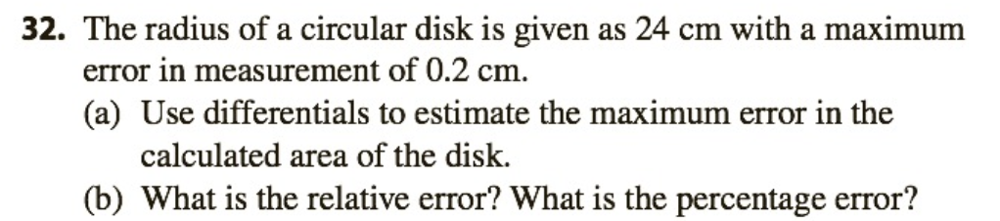 32. The radius of a circular disk is given as 24 cm with a maximum
error in measurement of 0.2 cm.
(a) Use differentials to estimate the maximum error in the
calculated area of the disk.
(b) What is the relative error? What is the percentage error?